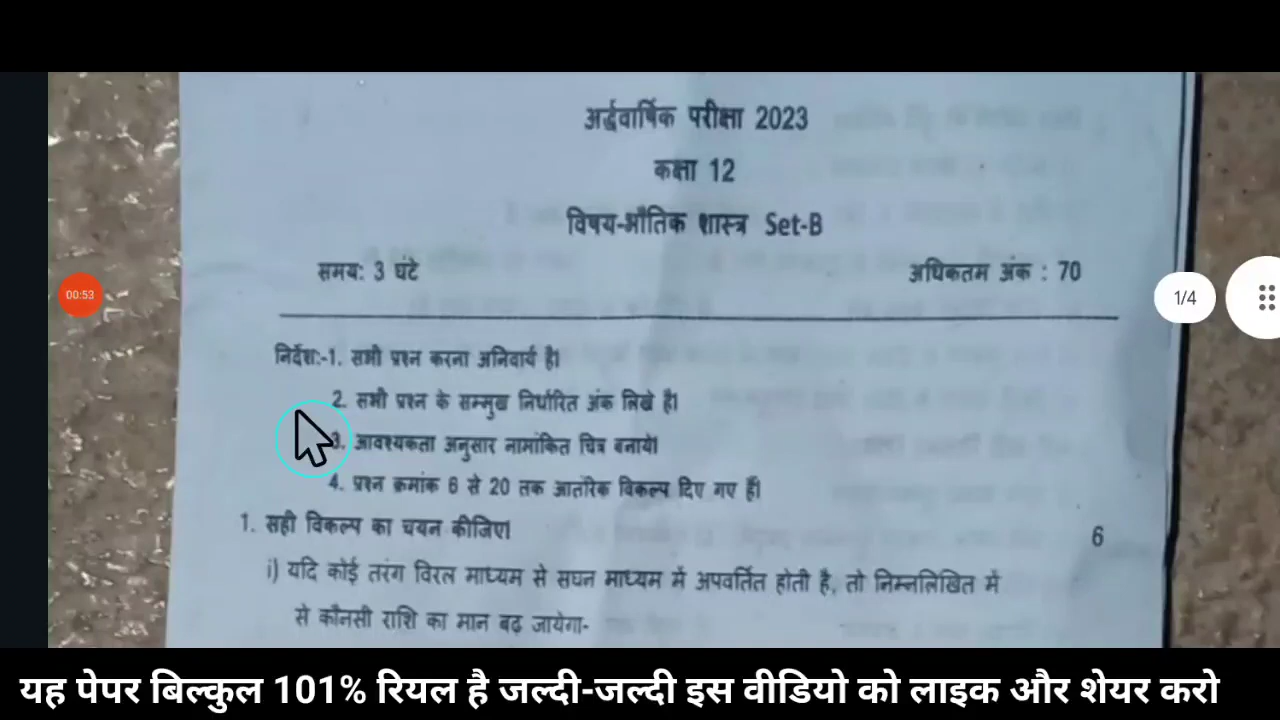 अर्द्धवार्षिक परीक्षा 2023
कक्षा 12
विषय-भौतिक शास्त्र Set-B
समय: 3 घंटे अधिकतम अंक : 70
निर्देश:-1. सभी प्रश्न करना अनिवार्य है।
2. सभी प्रश्न के सम्मुख निर्धारित अंक लिखे है।
00:53
1/4
3. आवश्यकता अनुसार नामांकित चित्र बनाये।
4. प्रश्न क्रमांक 6 से 20 तक आतंरिक विकल्प दिए गए हैं।
1. सही विकल्प का चयन कीजिए। 6
i) यदि कोई तरंग विरल माध्यम से सघन माध्यम में अपवर्तित होती है, तो निम्नलिखित में
से कौनसी राशि का मान बढ़ जायेगा-
यह पेपर बिल्कुल 101% रियल है जल्दी-जल्दी इस वीडियो को लाइक और शेयर करो